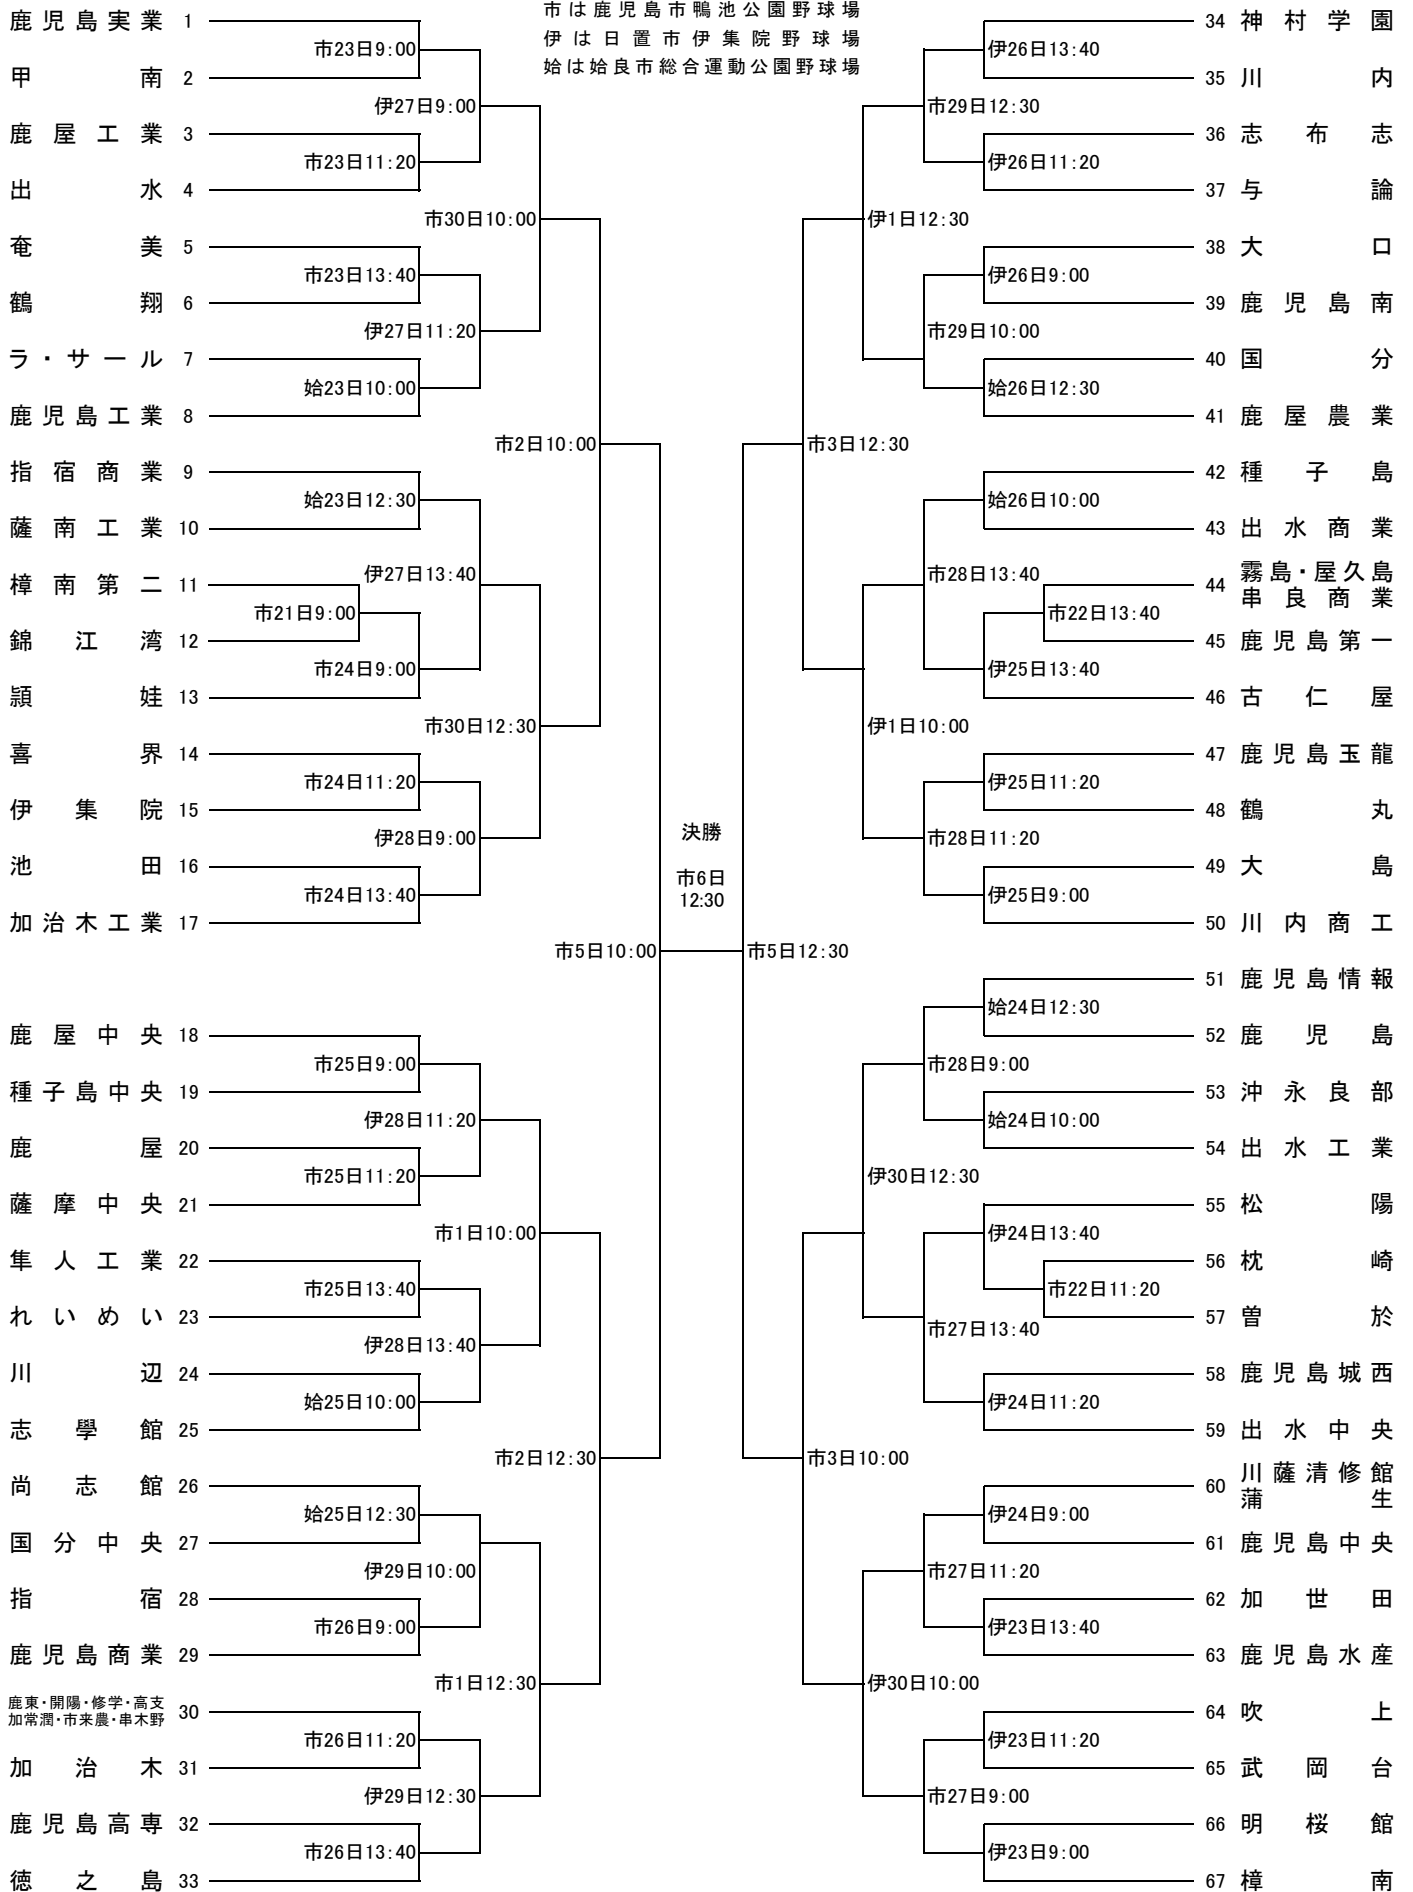 市は鹿児島市鴨池公園野球場
伊は日置市伊集院野球場
姶は姶良市総合運動公園野球場
鹿児島実業 1
市23日9:00
甲南 2
伊27日9:00
鹿屋工業 3
市23日11:20
出水 4
市30日10:00
奄美 5
市23日13:40
鶴翔 6
伊27日11:20
ラ・サール 7
姶23日10:00
鹿児島工業 8
市2日10:00
指宿商業 9
姶23日12:30
薩南工業 10
伊27日13:40
樟南第二 11
市21日9:00
錦江湾 12
市24日9:00
頴娃 13
市30日12:30
喜界 14
市24日11:20
伊集院 15
伊28日9:00
池田 16
市24日13:40
加治木工業 17
市5日10:00
鹿屋中央 18
市25日9:00
種子島中央 19
伊28日11:20
鹿屋 20
市25日11:20
薩摩中央 21
市1日10:00
隼人工業 22
市25日13:40
れいめい 23
伊28日13:40
川辺 24
姶25日10:00
志學館 25
市2日12:30
尚志館 26
姶25日12:30
国分中央 27
伊29日10:00
指宿 28
市26日9:00
鹿児島商業 29
市1日12:30
鹿東・開陽・修学・高支
加常潤・市来農・串木野 30
市26日11:20
加治木 31
伊29日12:30
鹿児島高専 32
市26日13:40
徳之島 33
決勝
市6日
12:30
34 神村学園
伊26日13:40
35 川内
市29日12:30
36 志布志
伊26日11:20
37 与論
伊1日12:30
38 大口
伊26日9:00
39 鹿児島南
市29日10:00
40 国分
姶26日12:30
41 鹿屋農業
市3日12:30
42 種子島
姶26日10:00
43 出水商業
市28日13:40
44 霧島・屋久島
串良商業
市22日13:40
45 鹿児島第一
伊25日13:40
46 古仁屋
伊1日10:00
47 鹿児島玉龍
伊25日11:20
48 鶴丸
市28日11:20
49 大島
伊25日9:00
50 川内商工
市5日12:30
51 鹿児島情報
姶24日12:30
52 鹿児島
市28日9:00
53 沖永良部
姶24日10:00
54 出水工業
伊30日12:30
55 松陽
伊24日13:40
56 枕崎
市22日11:20
57 曽於
市27日13:40
58 鹿児島城西
伊24日11:20
59 出水中央
市3日10:00
60 川薩清修館
蒲生
伊24日9:00
61 鹿児島中央
市27日11:20
62 加世田
伊23日13:40
63 鹿児島水産
伊30日10:00
64 吹上
伊23日11:20
65 武岡台
市27日9:00
66 明桜館
伊23日9:00
67 樟南